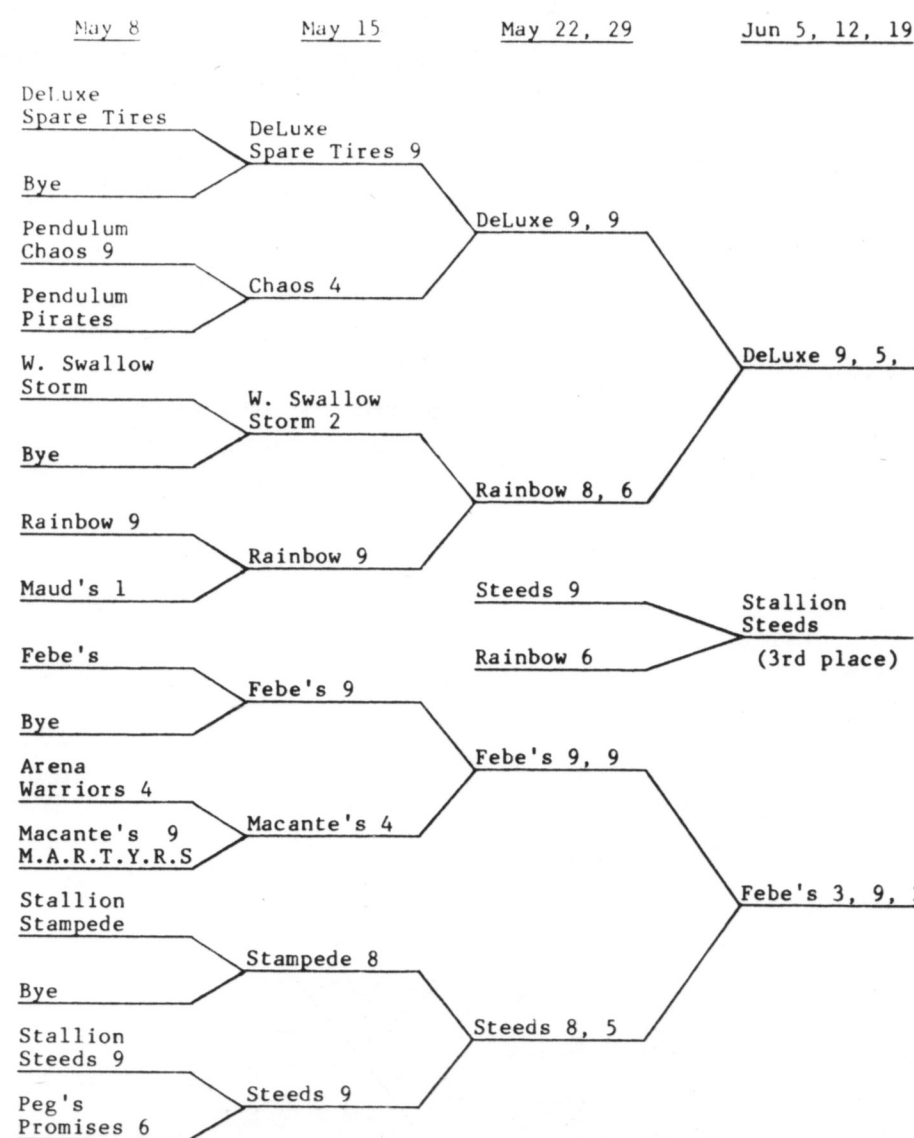 May 8 May 15 May 22, 29 Jun 5, 12, 19
DeLuxe
Spare Tires
Bye
Pendulum
Chaos 9
Pendulum
Pirates
W. Swallow
Storm
Bye
Rainbow 9
Maud's 1
Febe's
Bye
Arena
Warriors 4
Macante's 9
M.A.R.T.Y.R.S
Stallion
Stampede
Bye
Stallion
Steeds 9
Peg's
Promises 6
DeLuxe
Spare Tires 9
Chaos 4
W. Swallow
Storm 2
Rainbow 9
Febe's 9
Macante's 4
Stampede 8
Steeds 9
DeLuxe 9, 9
Rainbow 8, 6
Steeds 9
Rainbow 6
Febe's 9, 9
Steeds 8, 5
DeLuxe 9, 5,
Stallion
Steeds
(3rd place)
Febe's 3, 9,